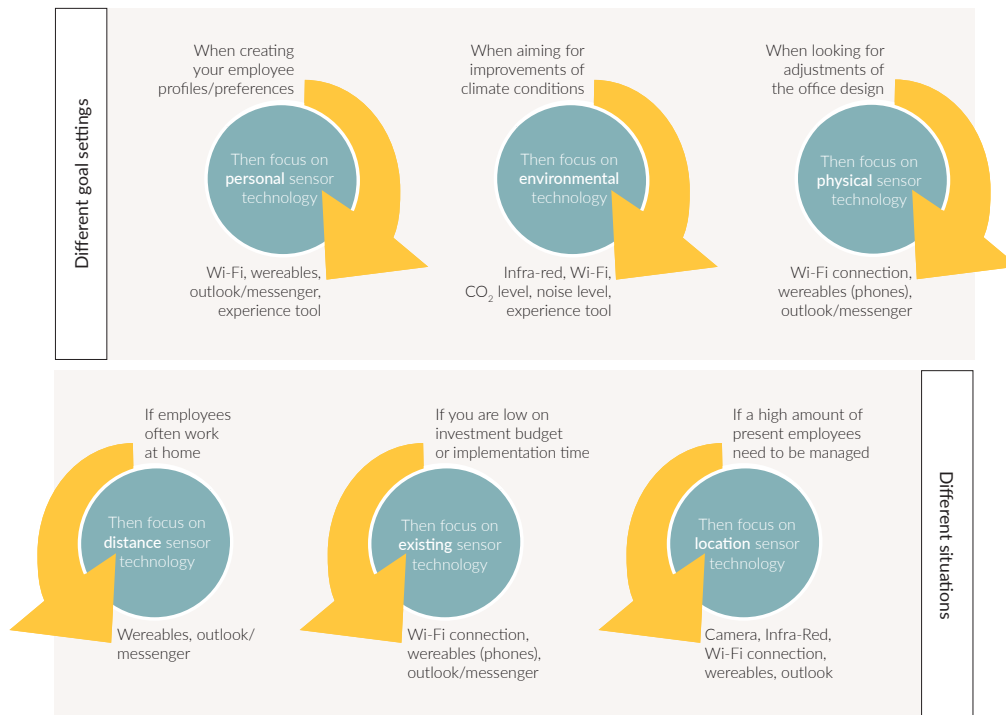 Different goal settings
When creating
your employee
profiles/preferences
Then focus on
personal sensor
technology
Wi-Fi, wereables,
outlook/messenger,
experience tool
When aiming for
improvements of
climate conditions
Then focus on
environmental
technology
Infra-red, Wi-Fi,
CO2 level, noise level,
experience tool
When looking for
adjustments of
the office design
Then focus on
physical sensor
technology
Wi-Fi connection,
wereables (phones),
outlook/messenger
If employees
often work
at home
Then focus on
distance sensor
technology
Wereables, outlook/
messenger
If you are low on
investment budget
or implementation time
Then focus on
existing sensor
technology
Wi-Fi connection,
wereables (phones),
outlook/messenger
If a high amount of
present employees
need to be managed
Then focus on
location sensor
technology
Camera, Infra-Red,
Wi-Fi connection,
wereables, outlook
Different situations